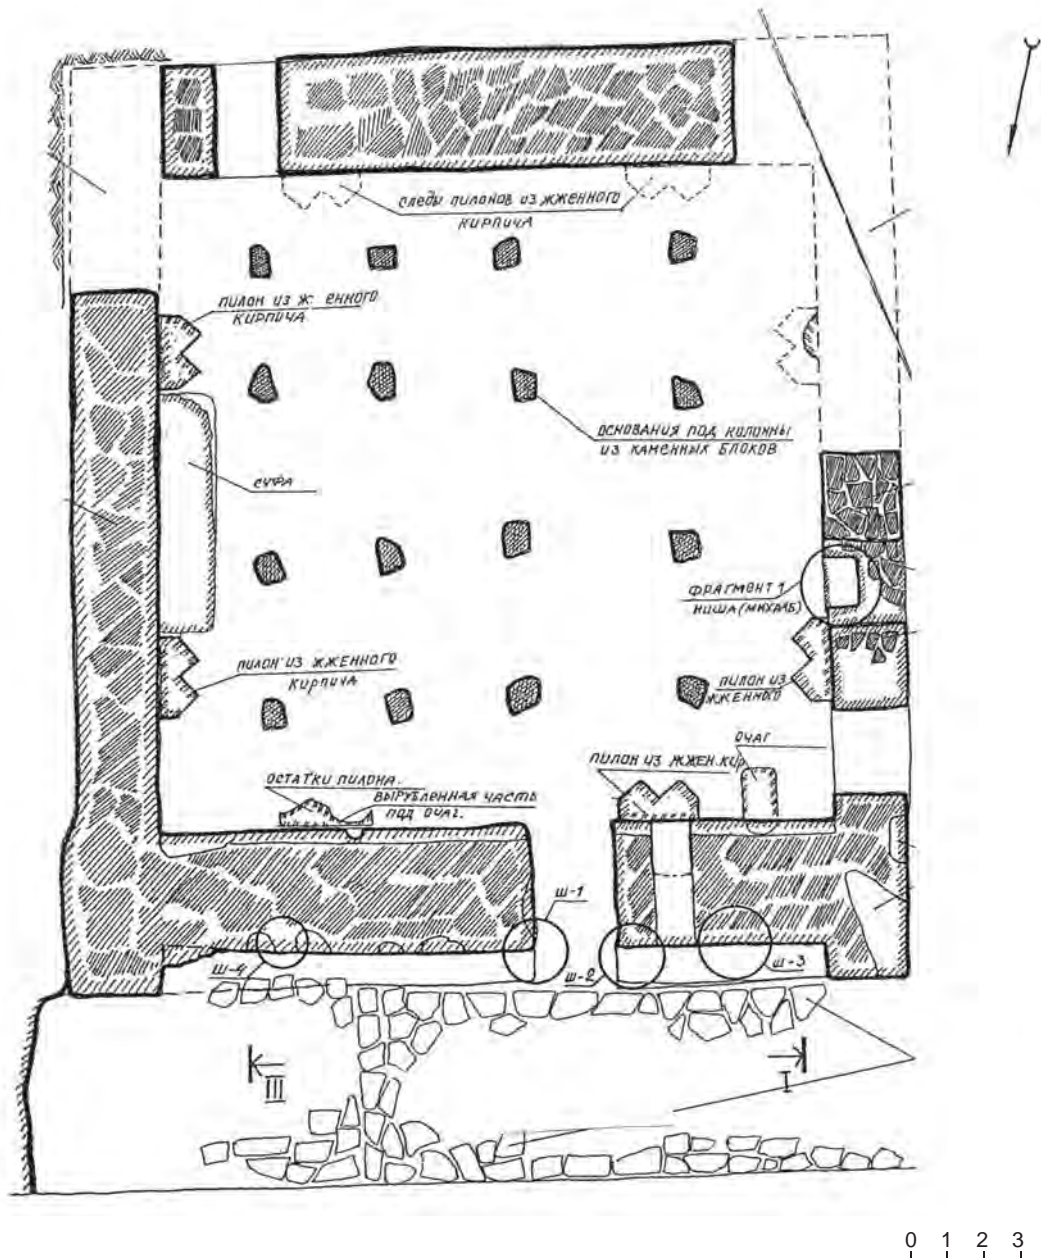 СЛЕДЫ ПИЛОНОВ ИЗ ЖЖЕННОГО
КИРПИЧА
ПИЛОН ИЗ Ж ЕННОГО
КИРПИЧА
ОСНОВАНИЯ ПОД КОЛОННЫ
ИЗ КАМЕННЫХ БЛОКОВ
СУФА
ФРАГМЕНТ 1
НИША (МИХРАБ)
ПИЛОН ИЗ ЖЖЕННОГО
КИРПИЧА
ПИЛОН ИЗ
ЖЖЕННОГО
ОЧАГ
ПИЛОН ИЗ ЖЖЕН.КИР
ОСТАТКИ ПИЛОНА.
ВЫРУБЛЕННАЯ ЧАСТЬ
ПОД ОЧАГ.
Ш-1
Ш-4
Ш-2
Ш-3
III
I
0 1 2 3